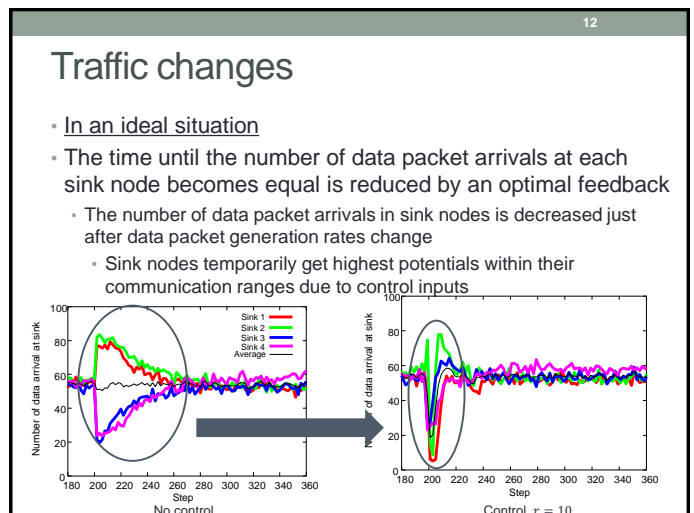 12
Traffic changes
• In an ideal situation
• The time until the number of data packet arrivals at each
sink node becomes equal is reduced by an optimal feedback
• The number of data packet arrivals in sink nodes is decreased just
after data packet generation rates change
• Sink nodes temporarily get highest potentials within their
communication ranges due to control inputs
Number of data arrival at sink
100
80
60
40
20
0
180 200 220 240 260 280 300 320 340 360
Step
Sink 1
Sink 2
Sink 3
Sink 4
Average
No control
Number of data arrival at sink
100
80
60
40
20
0
180 200 220 240 260 280 300 320 340 360
Step
Control, r = 10